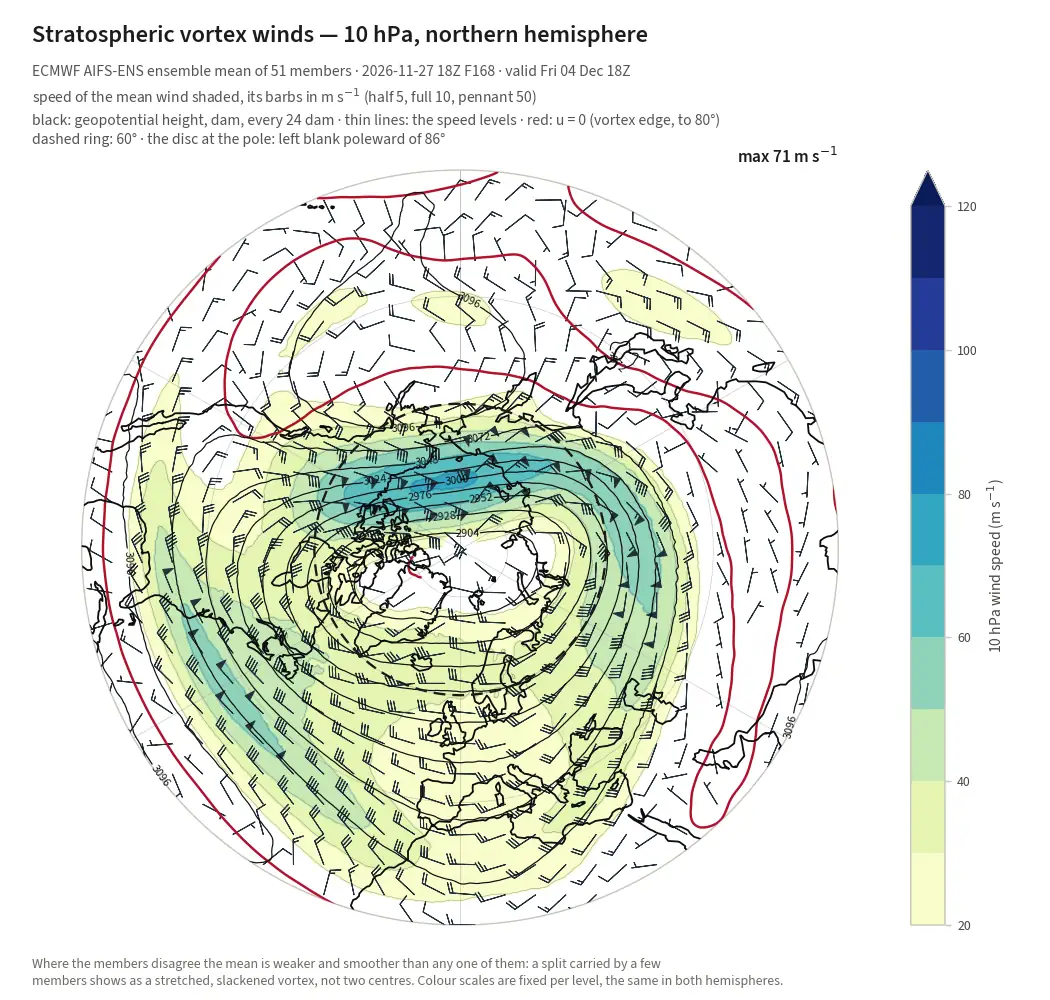 Stratospheric vortex winds — 10 hPa, northern hemisphere
ECMWF AIFS-ENS ensemble mean of 51 members · 2026-11-27 18Z F168 · valid Fri 04 Dec 18Z
speed of the mean wind shaded, its barbs in m s⁻¹ (half 5, full 10, pennant 50)
black: geopotential height, dam, every 24 dam · thin lines: the speed levels · red: u = 0 (vortex edge, to 80°)
dashed ring: 60° · the disc at the pole: left blank poleward of 86°
max 71 m s⁻¹
120
100
80
60
40
20
10 hPa wind speed (m s⁻¹)
3096
3096
3072
3024
3000
2976
2952
2928
2904
3096
3096
3096
Where the members disagree the mean is weaker and smoother than any one of them: a split carried by a few
members shows as a stretched, slackened vortex, not two centres. Colour scales are fixed per level, the same in both hemispheres.